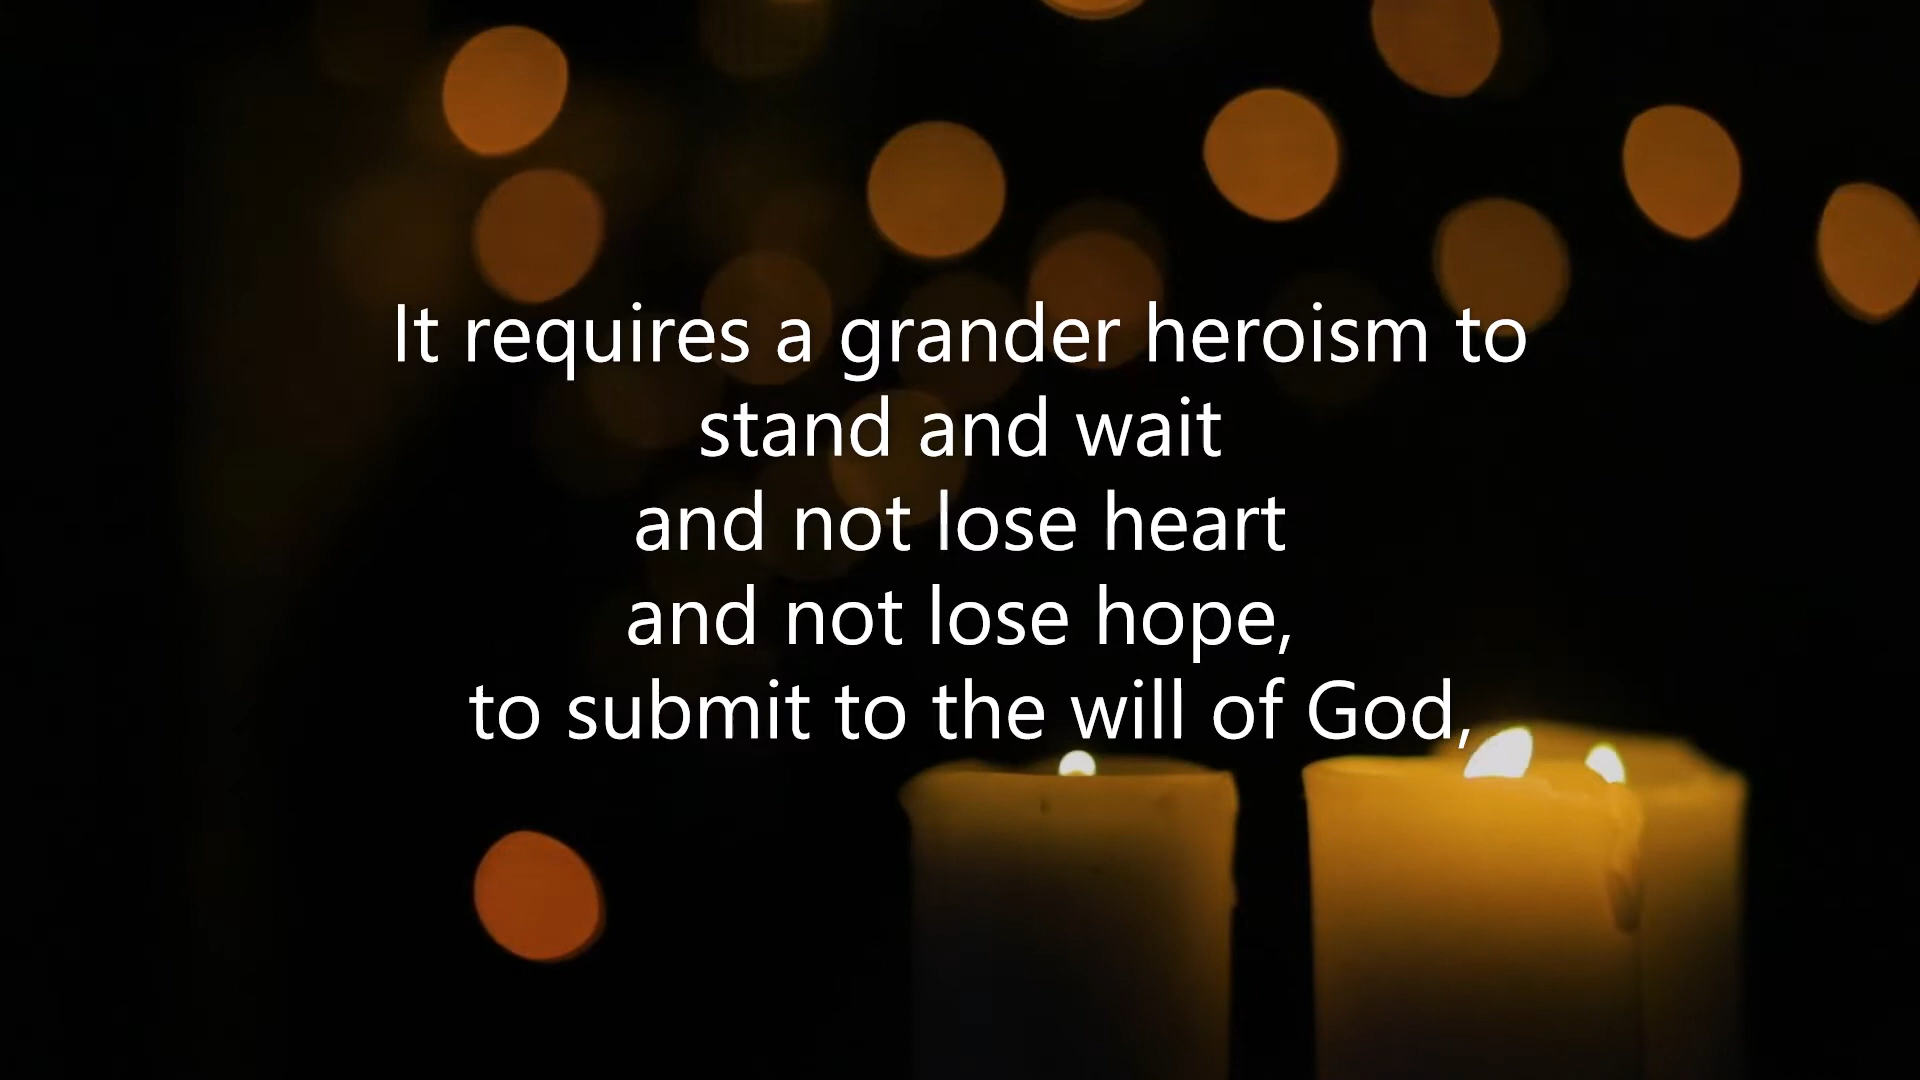 It requires a grander heroism to
stand and wait
and not lose heart
and not lose hope,
to submit to the will of God,